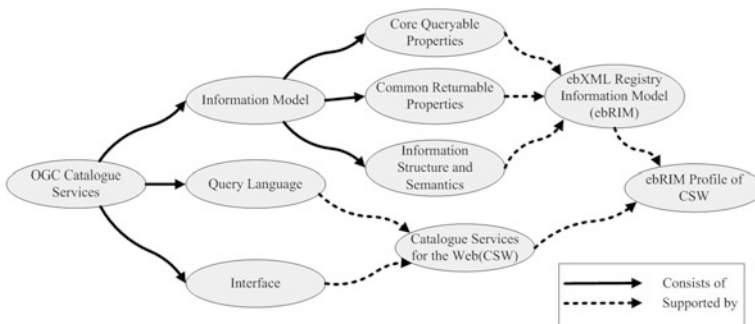 Core Queryable
Properties
Information Model
Common Returnable
Properties
ebXML Registry
Information Model
(ebRIM)
Information
Structure and
Semantics
OGC Catalogue
Services
Query Language
ebRIM Profile of
CSW
Catalogue Services
for the Web(CSW)
Interface
Consists of
Supported by